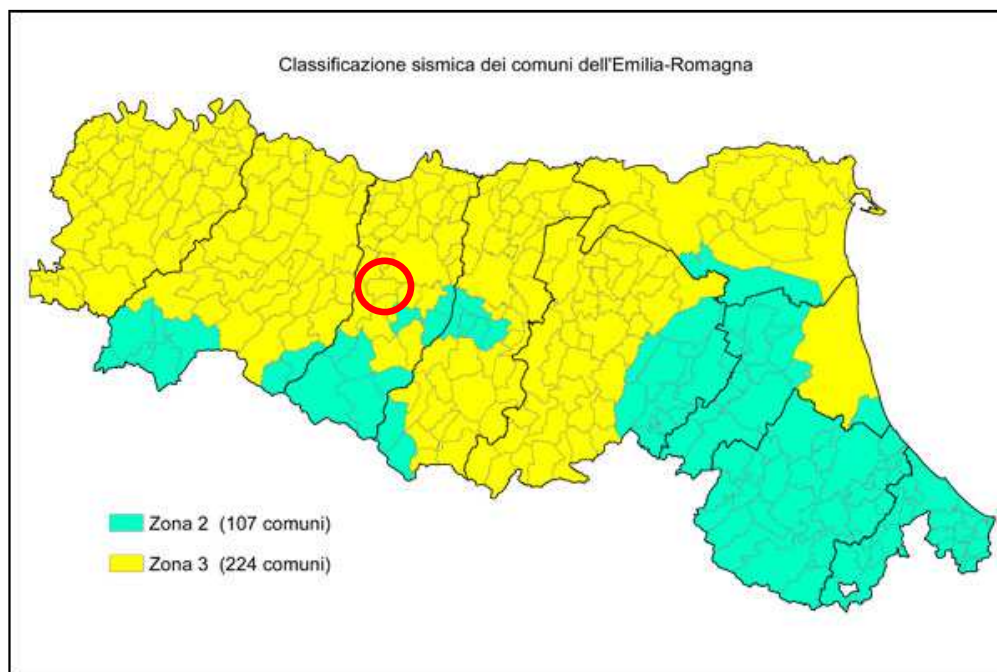 Classificazione sismica dei comuni dell'Emilia-Romagna
Zona 2 (107 comuni)
Zona 3 (224 comuni)